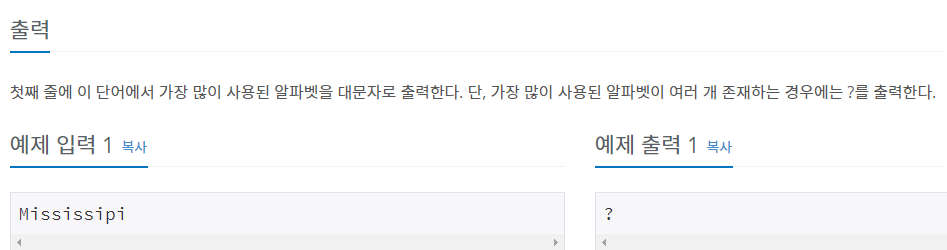 출력
첫째 줄에 이 단어에서 가장 많이 사용된 알파벳을 대문자로 출력한다. 단, 가장 많이 사용된 알파벳이 여러 개 존재하는 경우에는 ?를 출력한다.
예제 입력 1 복사
예제 출력 1 복사
Mississipi
?